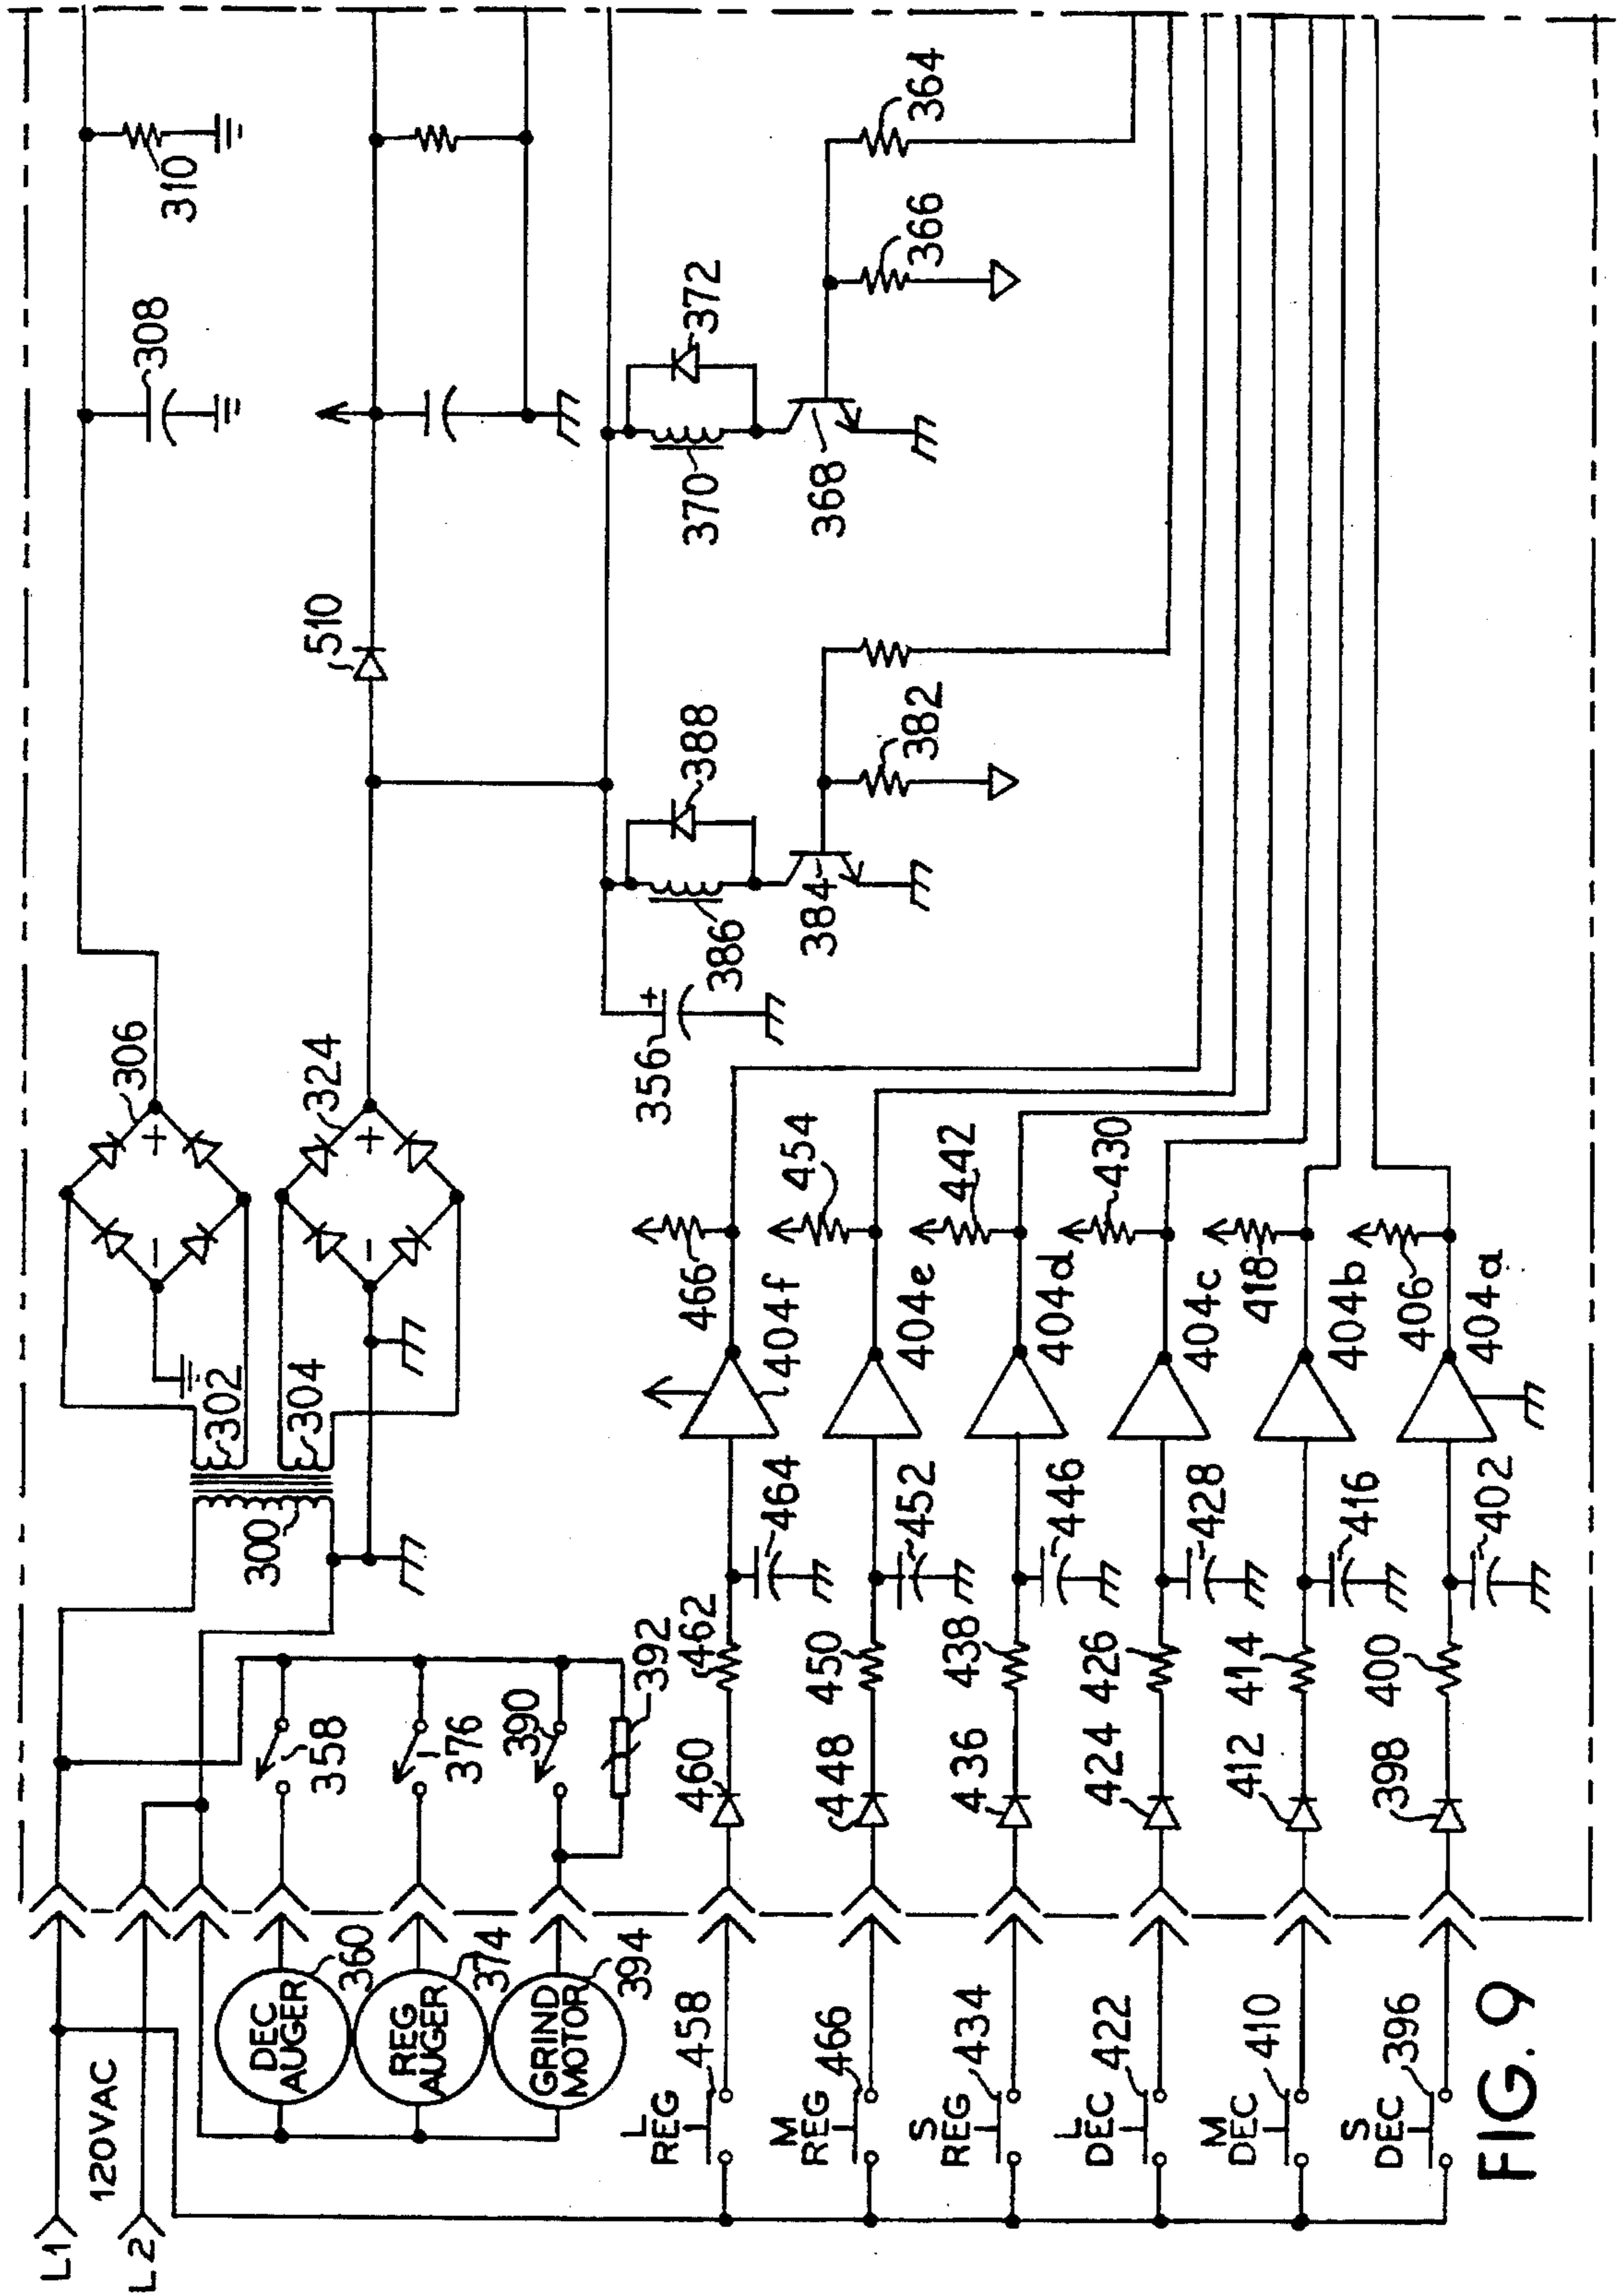 L1
120VAC
L2
DEC
AUGER
360
REG
AUGER
374
GRIND
MOTOR
394
358
376
390
392
300
302
304
306
324
308
310
510
356
386
388
384
382
370
372
368
366
364
L
REG
458
460
462
464
404f
466
M
REG
466
448
450
452
404e
454
S
REG
434
436
438
446
404d
442
L
DEC
422
424
426
428
404c
430
M
DEC
410
412
414
416
404b
418
S
DEC
396
398
400
402
404a
406
+
-
+
-
+
FIG. 9